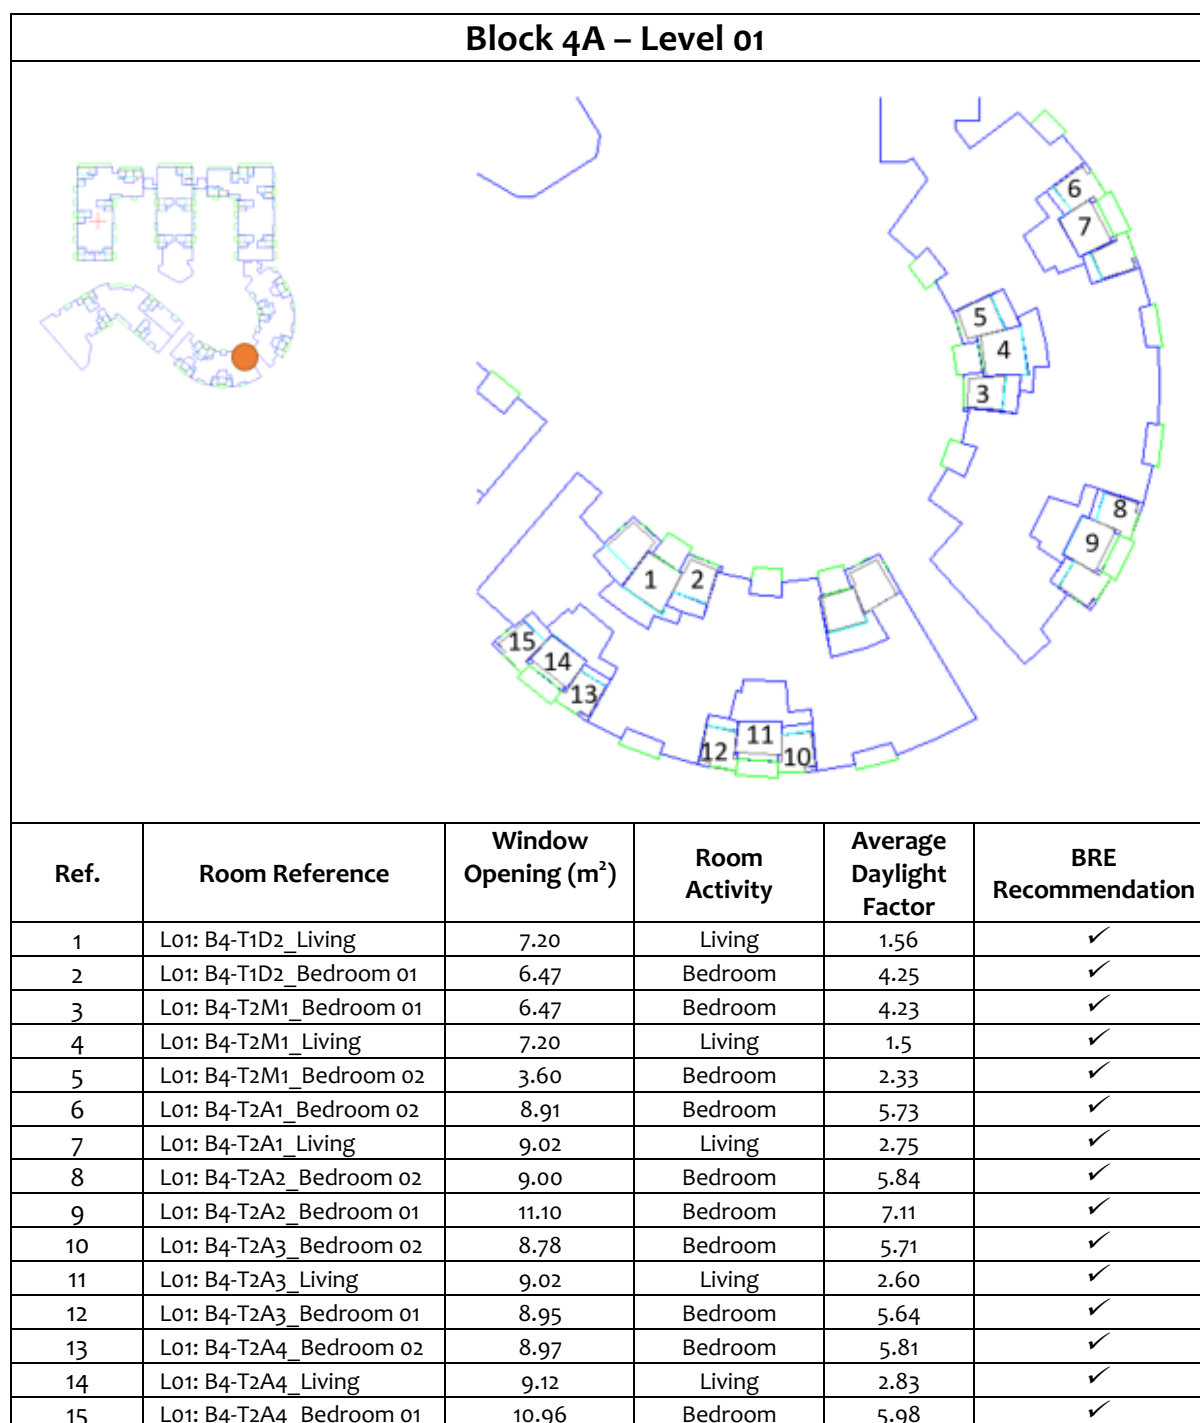 Block 4A – Level 01
6
7
5
4
3
8
9
1
2
15
14
13
12
11
10
Ref. Room Reference Window Opening (m²) Room Activity Average Daylight Factor BRE Recommendation
1 L01: B4-T1D2_Living 7.20 Living 1.56 ✓
2 L01: B4-T1D2_Bedroom 01 6.47 Bedroom 4.25 ✓
3 L01: B4-T2M1_Bedroom 01 6.47 Bedroom 4.23 ✓
4 L01: B4-T2M1_Living 7.20 Living 1.5 ✓
5 L01: B4-T2M1_Bedroom 02 3.60 Bedroom 2.33 ✓
6 L01: B4-T2A1_Bedroom 02 8.91 Bedroom 5.73 ✓
7 L01: B4-T2A1_Living 9.02 Living 2.75 ✓
8 L01: B4-T2A2_Bedroom 02 9.00 Bedroom 5.84 ✓
9 L01: B4-T2A2_Bedroom 01 11.10 Bedroom 7.11 ✓
10 L01: B4-T2A3_Bedroom 02 8.78 Bedroom 5.71 ✓
11 L01: B4-T2A3_Living 9.02 Living 2.60 ✓
12 L01: B4-T2A3_Bedroom 01 8.95 Bedroom 5.64 ✓
13 L01: B4-T2A4_Bedroom 02 8.97 Bedroom 5.81 ✓
14 L01: B4-T2A4_Living 9.12 Living 2.83 ✓
15 L01: B4-T2A4_Bedroom 01 10.96 Bedroom 5.98 ✓